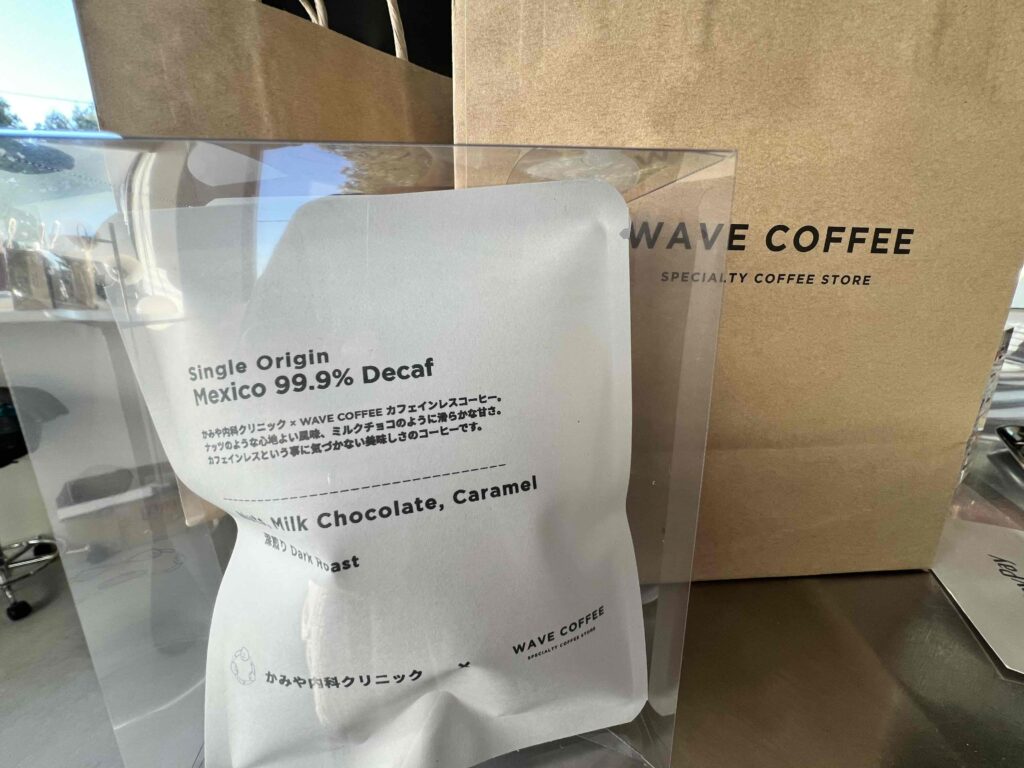 WAVE COFFEE
SPECIALTY COFFEE STORE
Single Origin
Mexico 99.9% Decaf
かみや内科クリニック × WAVE COFFEE カフェインレスコーヒー。
ナッツのような心地よい風味、ミルクチョコのように滑らかな甘さ。
カフェインレスという事に気づかない美味しさのコーヒーです。
Milk Chocolate, Caramel
深煎り Dark Roast
かみや内科クリニック ×
WAVE COFFEE
SPECIALTY COFFEE STORE